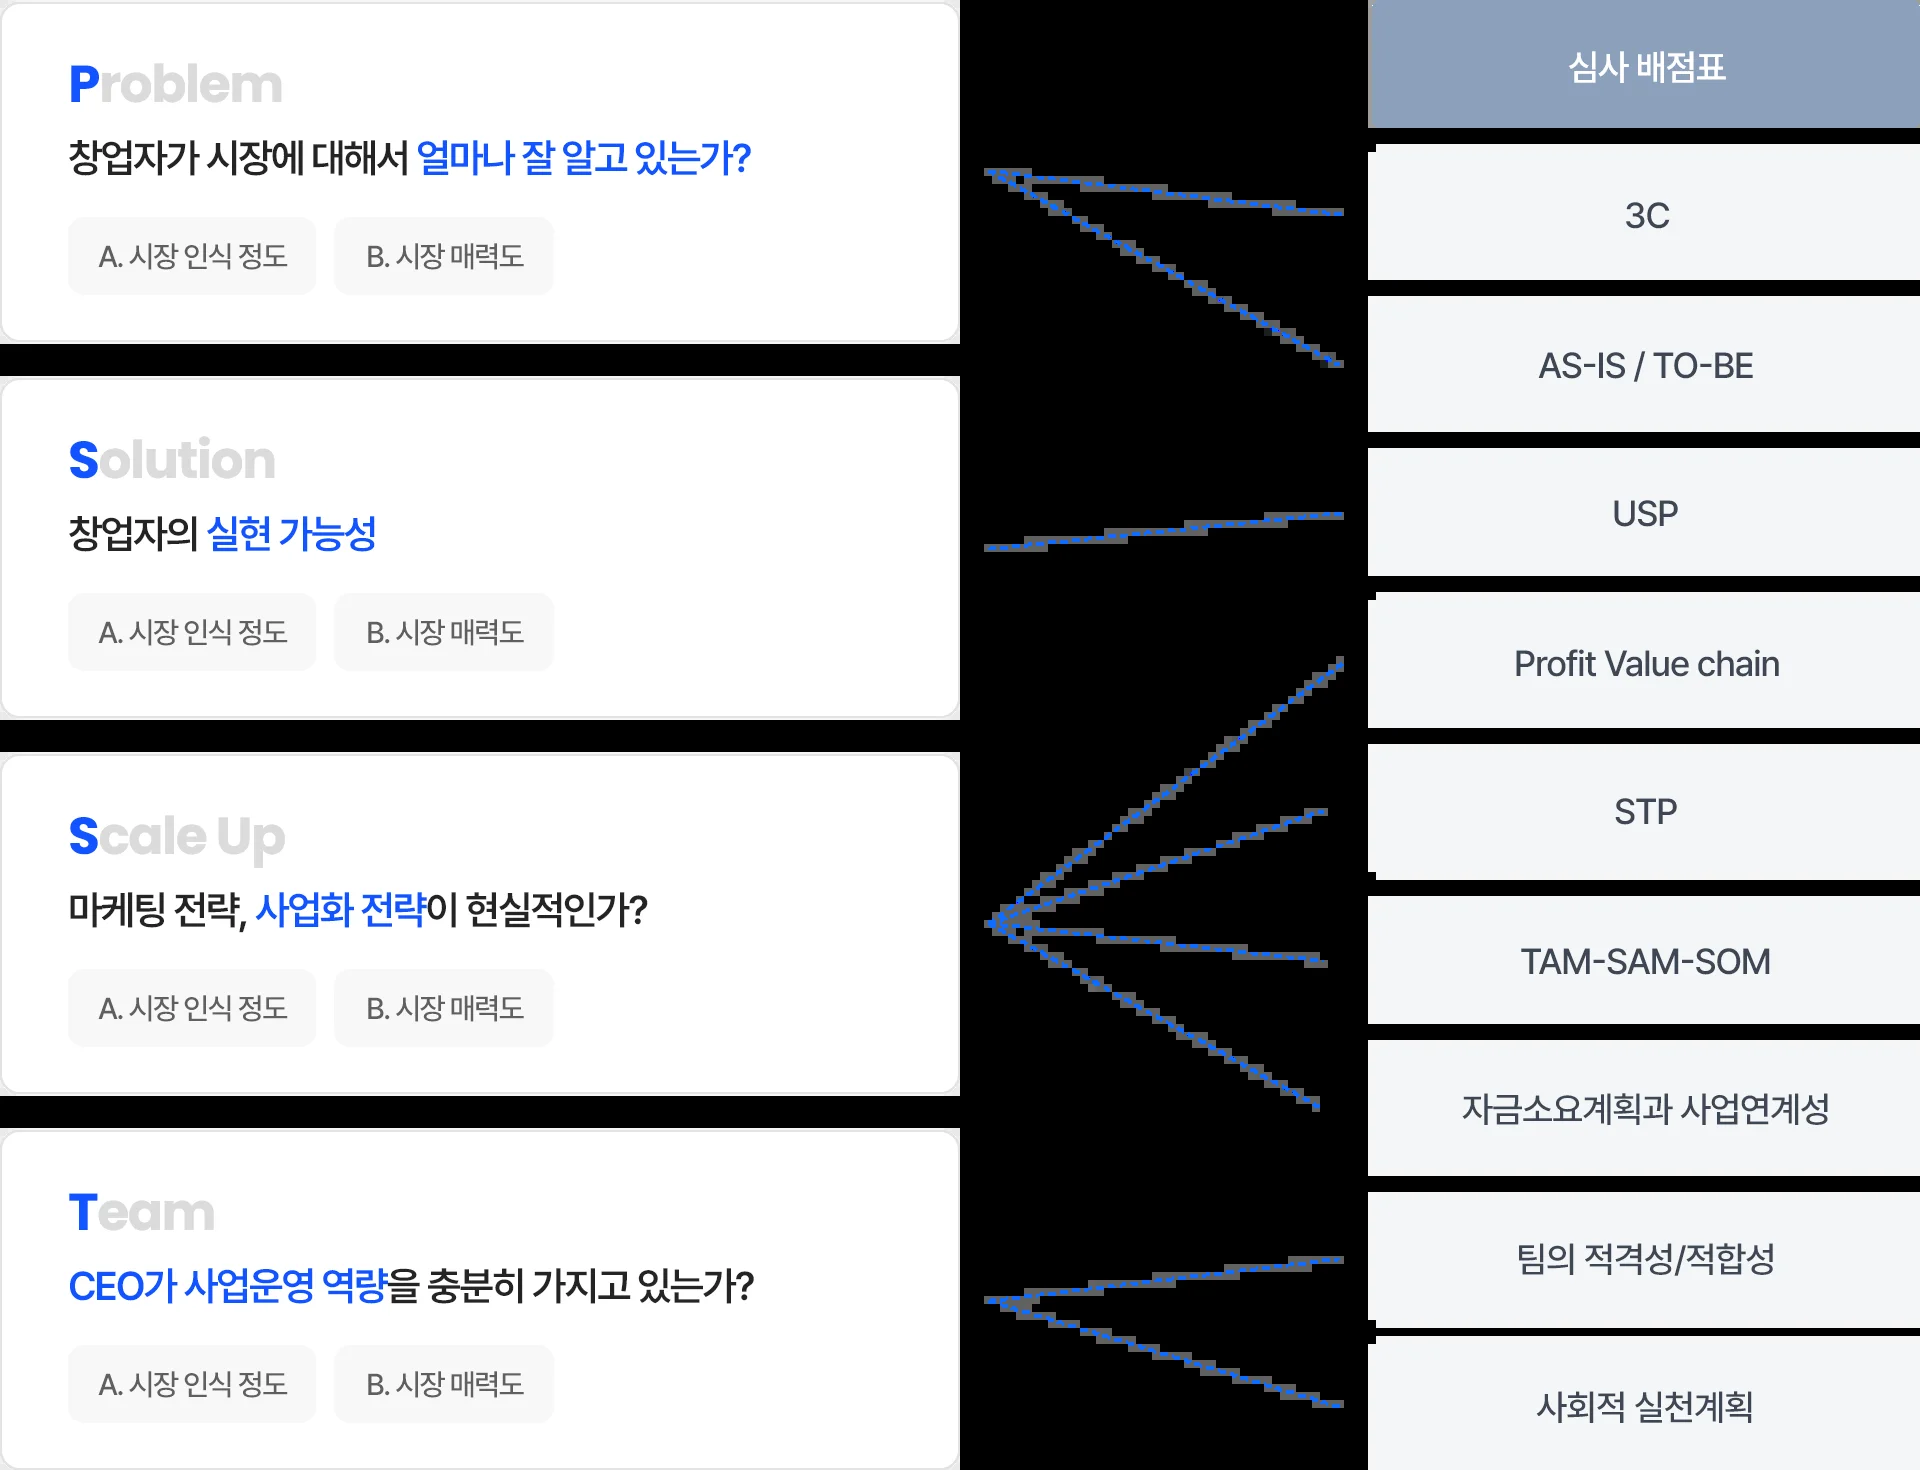 Problem
창업자가 시장에 대해서 얼마나 잘 알고 있는가?
A. 시장 인식 정도
B. 시장 매력도
Solution
창업자의 실현 가능성
A. 시장 인식 정도
B. 시장 매력도
Scale Up
마케팅 전략, 사업화 전략이 현실적인가?
A. 시장 인식 정도
B. 시장 매력도
Team
CEO가 사업운영 역량을 충분히 가지고 있는가?
A. 시장 인식 정도
B. 시장 매력도
심사 배점표
3C
AS-IS / TO-BE
USP
Profit Value chain
STP
TAM-SAM-SOM
자금소요계획과 사업연계성
팀의 적격성/적합성
사회적 실천계획